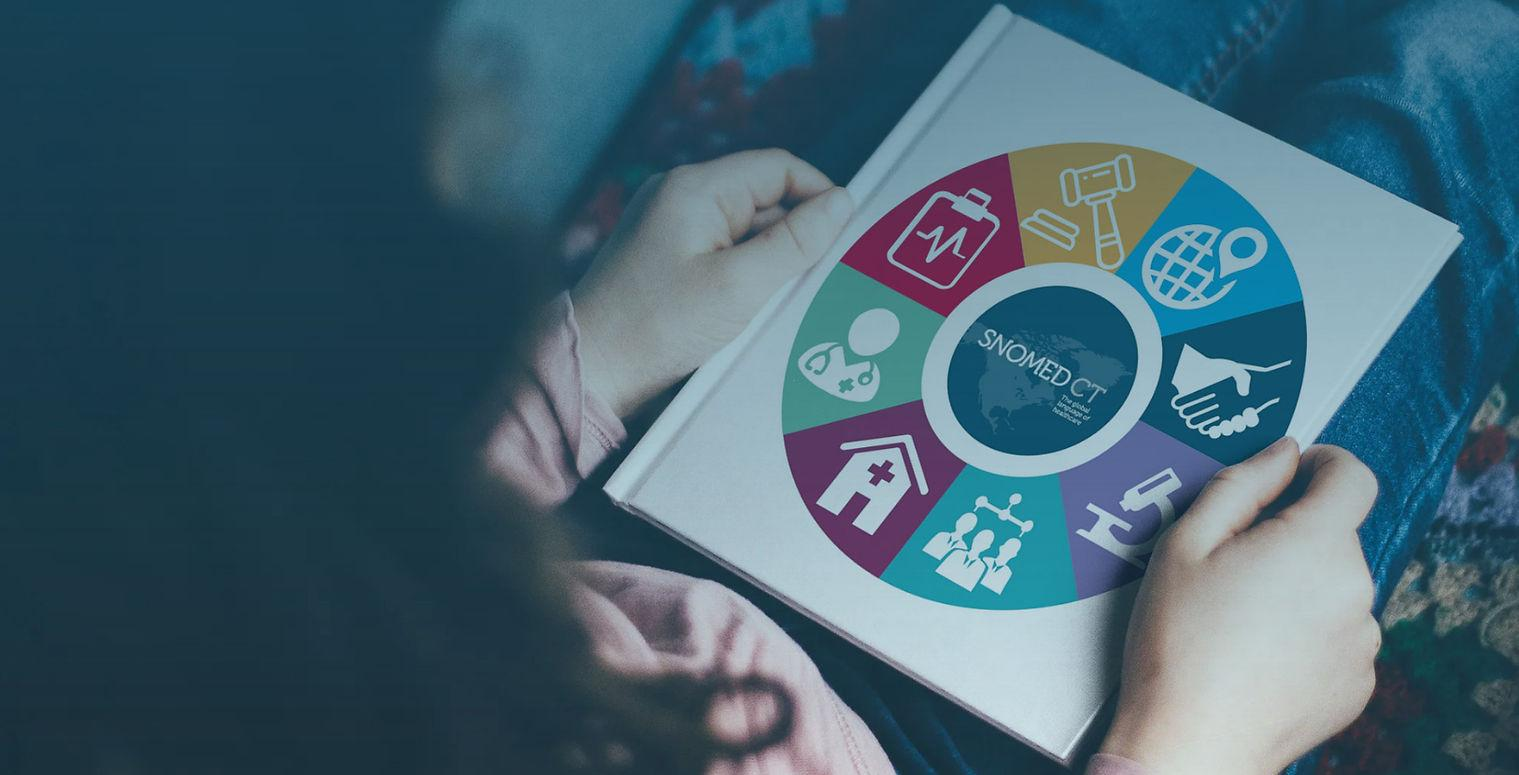 SNOMED CT
The global
language of
healthcare